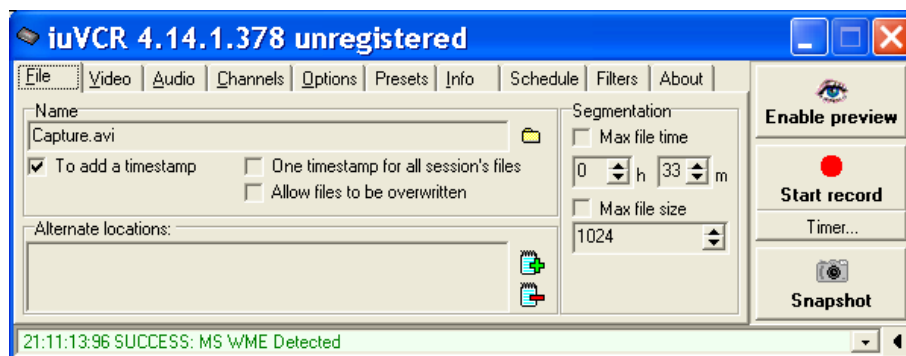 iuVCR 4.14.1.378 unregistered
File Video Audio Channels Options Presets Info Schedule Filters About
Name
Capture.avi
To add a timestamp
One timestamp for all session's files
Allow files to be overwritten
Alternate locations:
Segmentation
Max file time
0 h 33 m
Max file size
1024
Enable preview
Start record
Timer...
Snapshot
21:11:13:96 SUCCESS: MS WME Detected